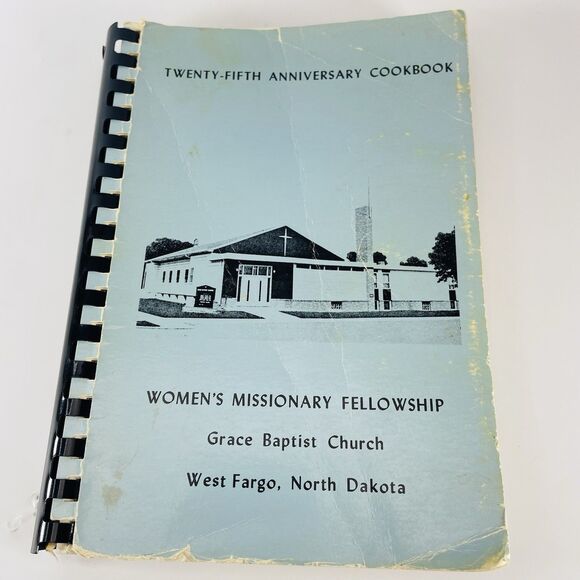 TWENTY-FIFTH ANNIVERSARY COOKBOOK
WOMEN'S MISSIONARY FELLOWSHIP
Grace Baptist Church
West Fargo, North Dakota